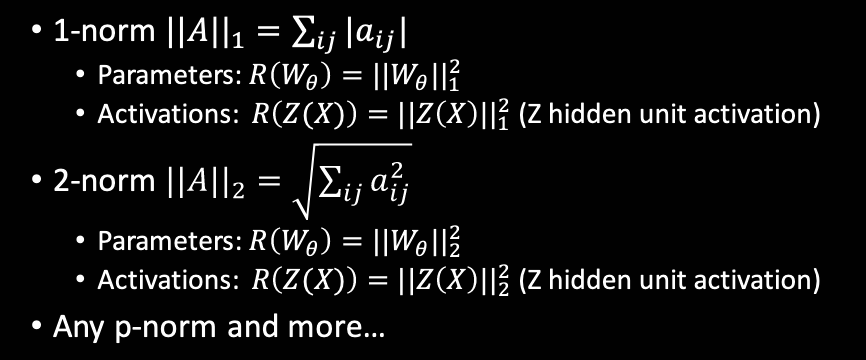 • 1-norm ||A||₁ = ∑ᵢⱼ |aᵢⱼ|
• Parameters: R(W_θ) = ||W_θ||₁²
• Activations: R(Z(X)) = ||Z(X)||₁² (Z hidden unit activation)
• 2-norm ||A||₂ = √(∑ᵢⱼ aᵢⱼ²)
• Parameters: R(W_θ) = ||W_θ||₂²
• Activations: R(Z(X)) = ||Z(X)||₂² (Z hidden unit activation)
• Any p-norm and more…